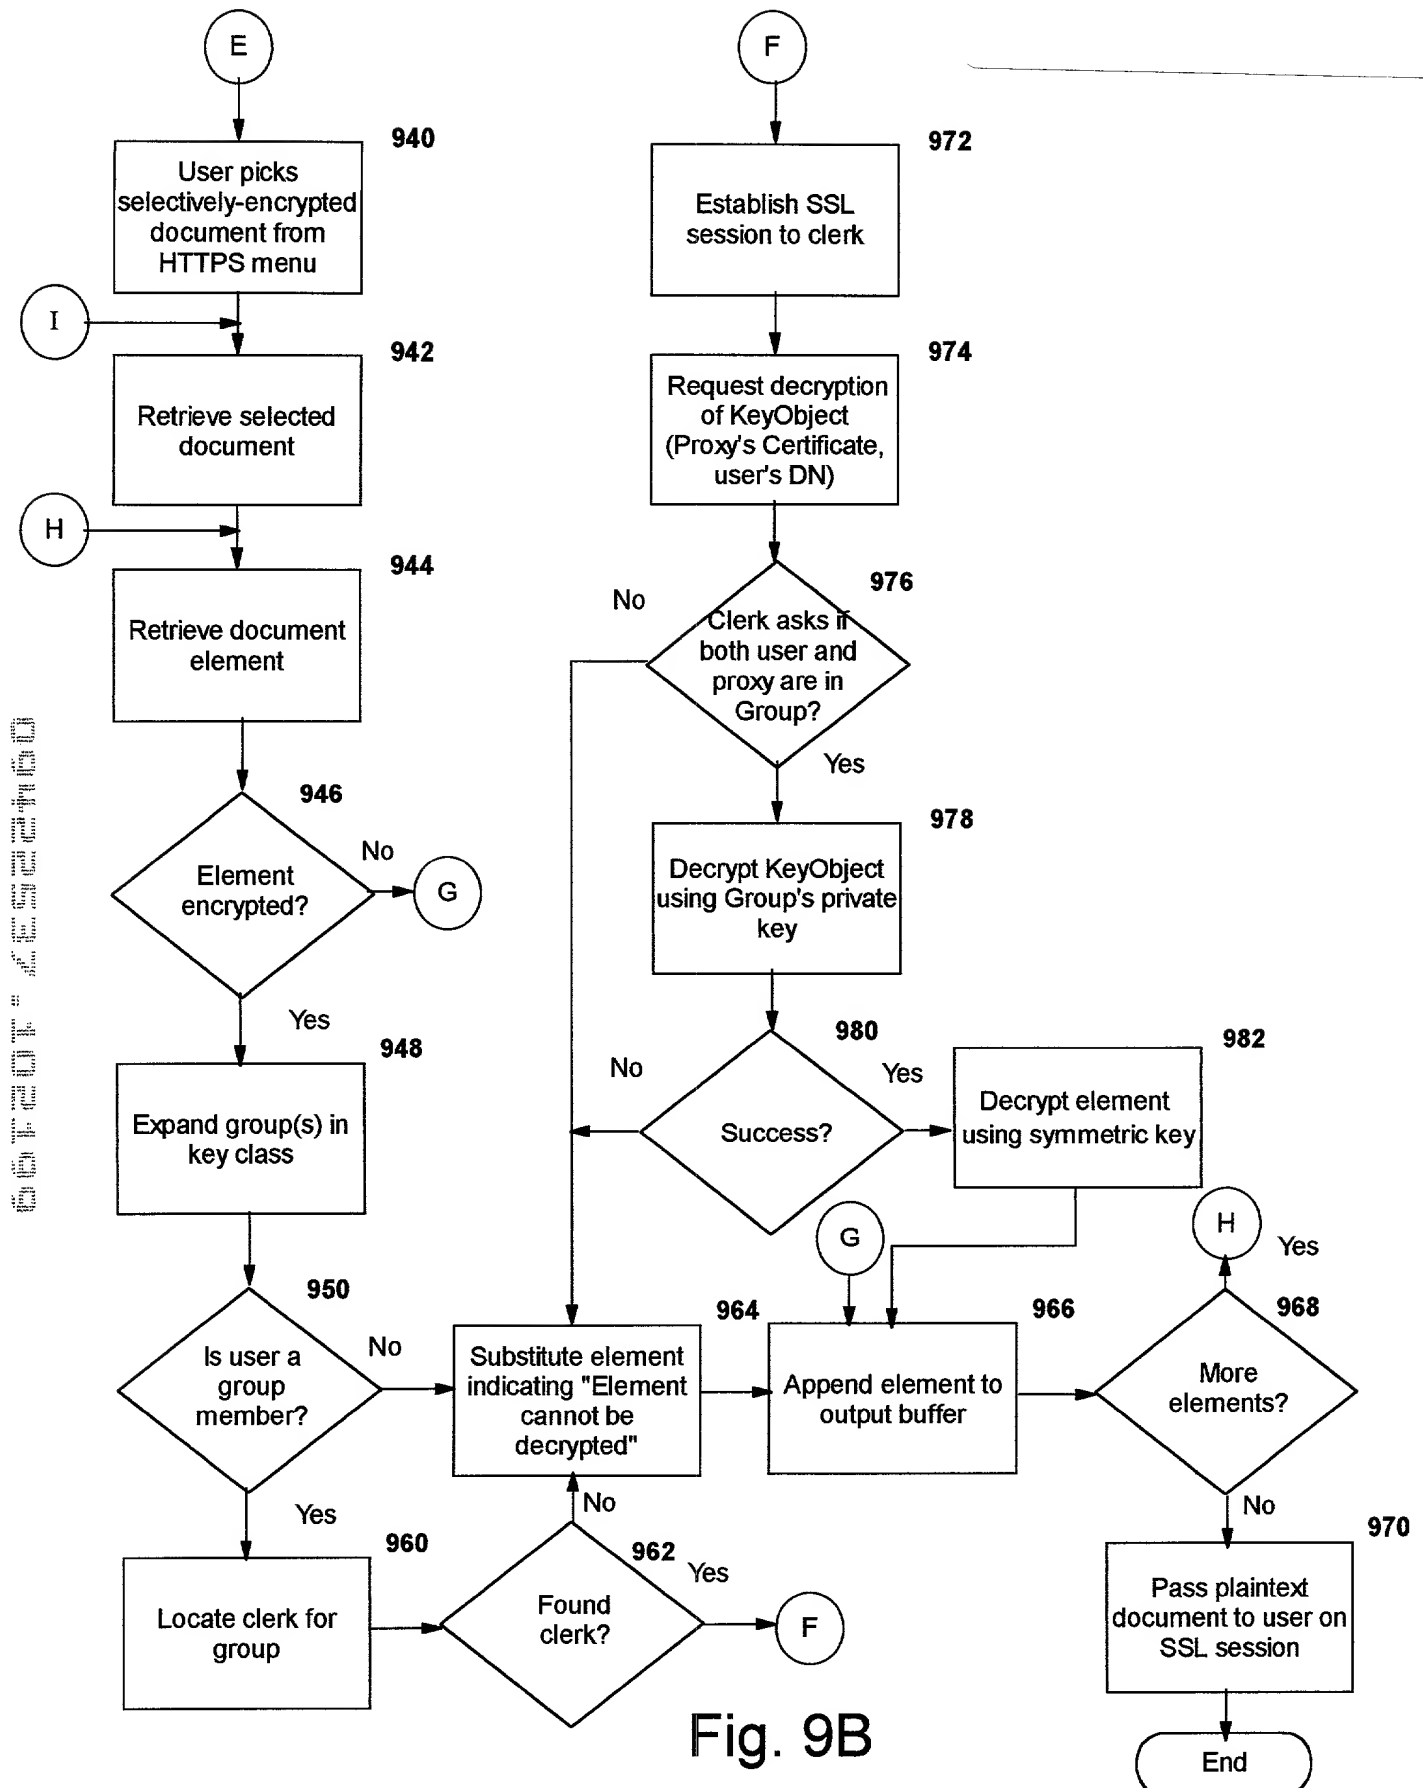 E
940
User picks
selectively-encrypted
document from
HTTPS menu
I
942
Retrieve selected
document
H
944
Retrieve document
element
946
Element
encrypted?
No
G
Yes
948
Expand group(s) in
key class
950
Is user a
group
member?
No
Yes
960
Locate clerk for
group
962
Found
clerk?
No
Yes
F
F
972
Establish SSL
session to clerk
974
Request decryption
of KeyObject
(Proxy's Certificate,
user's DN)
976
Clerk asks if
both user and
proxy are in
Group?
No
Yes
978
Decrypt KeyObject
using Group's private
key
980
Success?
No
Yes
982
Decrypt element
using symmetric key
G
964
Substitute element
indicating "Element
cannot be
decrypted"
966
Append element to
output buffer
H
Yes
968
More
elements?
No
970
Pass plaintext
document to user on
SSL session
End
Fig. 9B